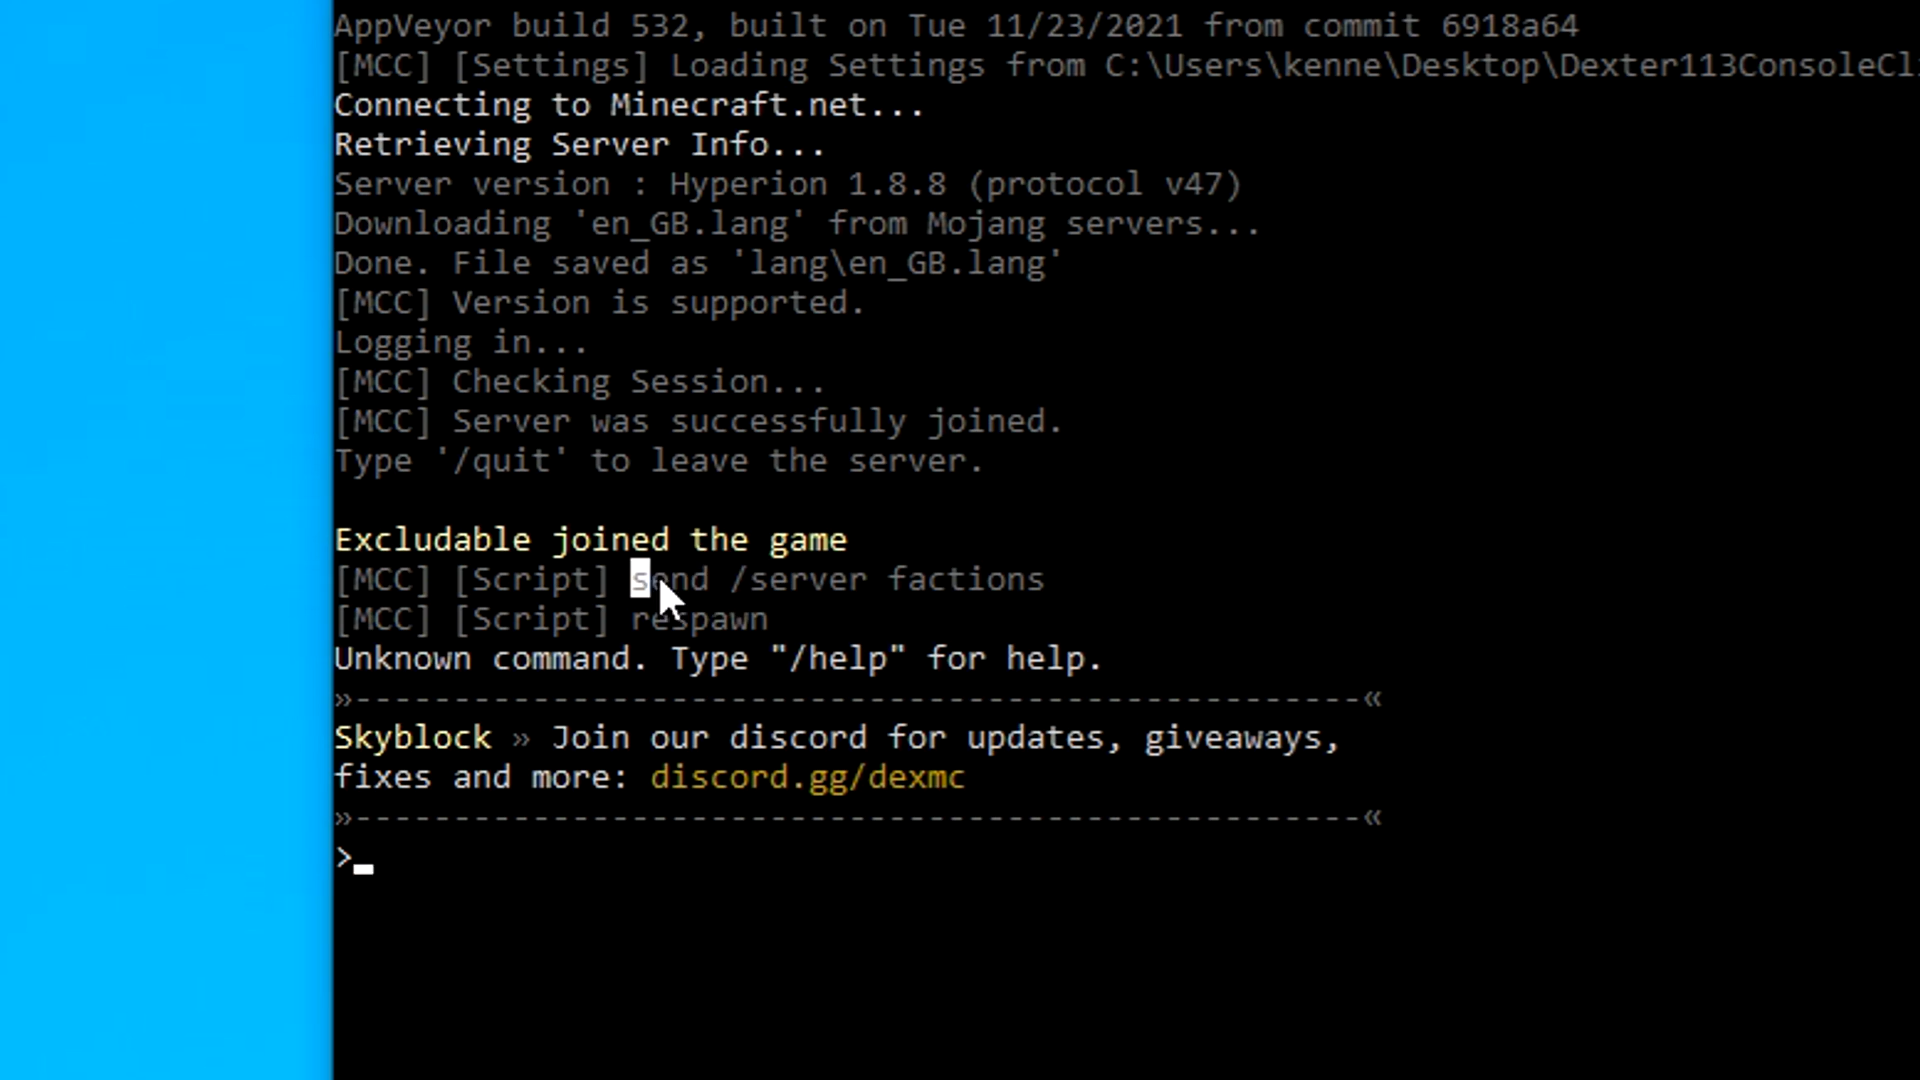 AppVeyor build 532, built on Tue 11/23/2021 from commit 6918a64
[MCC] [Settings] Loading Settings from C:\Users\kenne\Desktop\Dexter113ConsoleCl
Connecting to Minecraft.net...
Retrieving Server Info...
Server version : Hyperion 1.8.8 (protocol v47)
Downloading 'en_GB.lang' from Mojang servers...
Done. File saved as 'lang\en_GB.lang'
[MCC] Version is supported.
Logging in...
[MCC] Checking Session...
[MCC] Server was successfully joined.
Type '/quit' to leave the server.
Excludable joined the game
[MCC] [Script] send /server factions
[MCC] [Script] respawn
Unknown command. Type "/help" for help.
»---------------------------------------------------«
Skyblock » Join our discord for updates, giveaways,
fixes and more: discord.gg/dexmc
»---------------------------------------------------«
>_